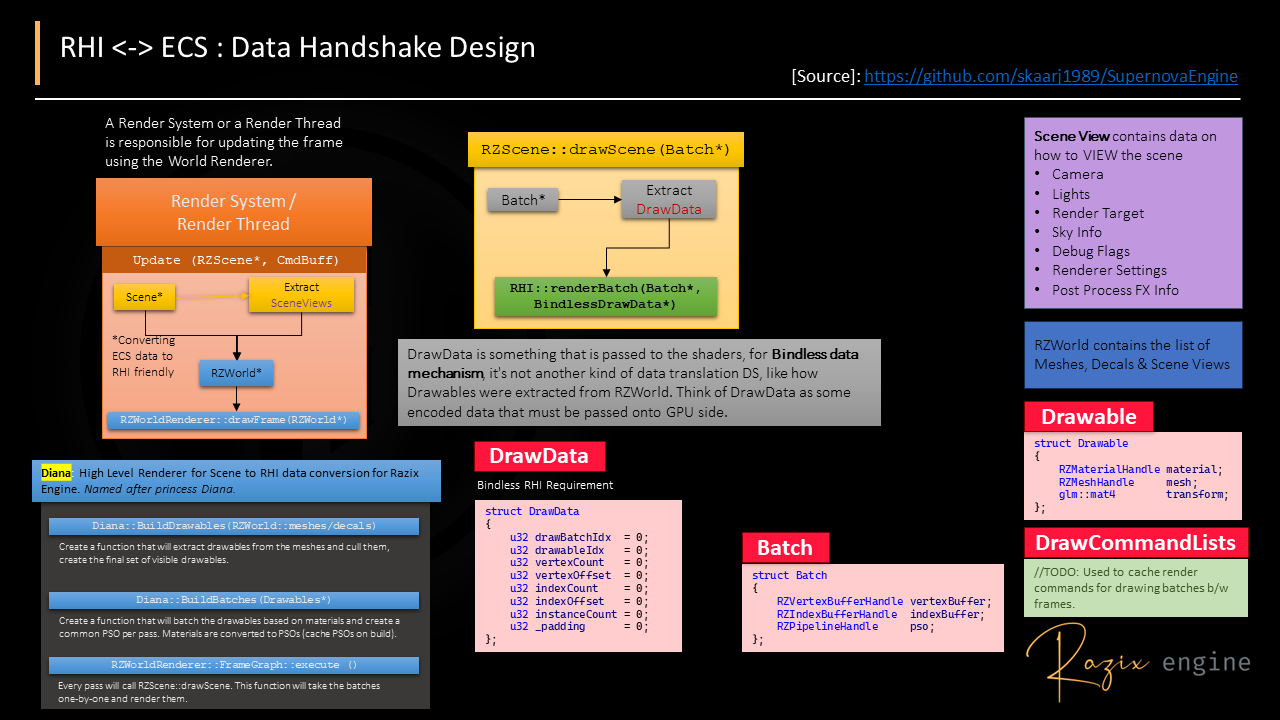 RHI <-> ECS : Data Handshake Design
[Source]: https://github.com/skaarj1989/SupernovaEngine
A Render System or a Render Thread
is responsible for updating the frame
using the World Renderer.
Render System /
Render Thread
Update (RZScene*, CmdBuff)
Scene*
Extract
SceneViews
*Converting
ECS data to
RHI friendly
RZWorld*
RZWorldRenderer::drawFrame(RZWorld*)
RZScene::drawScene(Batch*)
Batch*
Extract
DrawData
RHI::renderBatch(Batch*,
BindlessDrawData*)
DrawData is something that is passed to the shaders, for Bindless data
mechanism, it's not another kind of data translation DS, like how
Drawables were extracted from RZWorld. Think of DrawData as some
encoded data that must be passed onto GPU side.
Scene View contains data on
how to VIEW the scene
• Camera
• Lights
• Render Target
• Sky Info
• Debug Flags
• Renderer Settings
• Post Process FX Info
RZWorld contains the list of
Meshes, Decals & Scene Views
Diana: High Level Renderer for Scene to RHI data conversion for Razix
Engine. Named after princess Diana.
Diana::BuildDrawables(RZWorld::meshes/decals)
Create a function that will extract drawables from the meshes and cull them,
create the final set of visible drawables.
Diana::BuildBatches(Drawables*)
Create a function that will batch the drawables based on materials and create a
common PSO per pass. Materials are converted to PSOs (cache PSOs on build).
RZWorldRenderer::FrameGraph::execute ()
Every pass will call RZScene::drawScene. This function will take the batches
one-by-one and render them.
DrawData
Bindless RHI Requirement
struct DrawData
{
u32 drawBatchIdx = 0;
u32 drawableIdx = 0;
u32 vertexCount = 0;
u32 vertexOffset = 0;
u32 indexCount = 0;
u32 indexOffset = 0;
u32 instanceCount = 0;
u32 _padding = 0;
};
Batch
struct Batch
{
RZVertexBufferHandle vertexBuffer;
RZIndexBufferHandle indexBuffer;
RZPipelineHandle pso;
};
Drawable
struct Drawable
{
RZMaterialHandle material;
RZMeshHandle mesh;
glm::mat4 transform;
};
DrawCommandLists
//TODO: Used to cache render
commands for drawing batches b/w
frames.
Razix engine